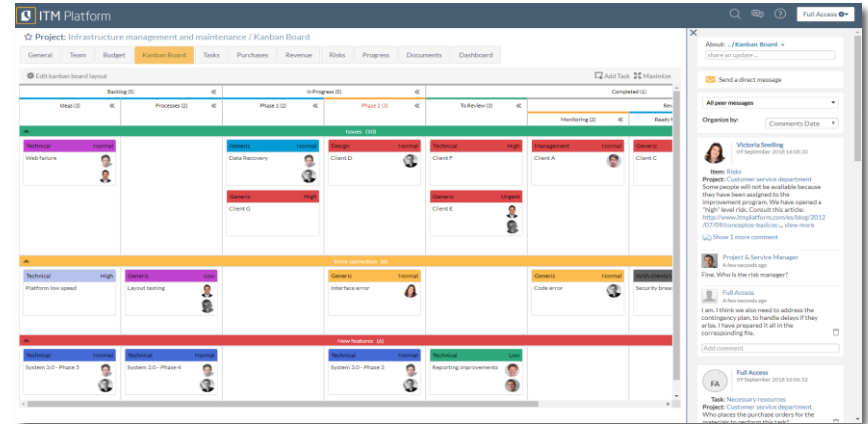 ITM Platform
Full Access
Project: Infrastructure management and maintenance / Kanban Board
General Team Budget Kanban Board Tasks Purchases Revenue Risks Progress Documents Dashboard
Edit kanban board layout
Add Task Maximize
Backlog (5) In-Progress (5) Completed (1)
Ideas (3) Processes (2) Phase 1 (2) Phase 2 (3) To Review (3)
Monitoring (2) Ready
Issues (10)
Technical Normal
Web failure
Generic Normal
Data Recovery
Design Normal
Client D
Technical High
Client F
Management Normal
Client A
Generic
Client C
Generic High
Client G
Generic Urgent
Client E
Error correction (6)
Technical High
Platform low speed
Generic Low
Layout testing
Generic Normal
Interface error
Generic Normal
Code error
Security breac
New features (6)
Technical Normal
System 3.0 - Phase 5
Technical Normal
System 3.0 - Phase 4
Technical Normal
System 3.0 - Phase 3
Technical Low
Reporting improvements
About: ../Kanban Board
share an update ...
Send a direct message
All peer messages
Organize by: Comments Date
Victoria Snelling
09 September 2018 16:08:30
Item: Risks
Project: Customer service department
Some people will not be available because
they have been assigned to the
improvement program. We have opened a
"high" level risk. Consult this article:
http://www.itmplatform.com/es/blog/2012
/07/09/conceptos-basicos-... view more
Show 1 more comment
Project & Service Manager
A few seconds ago
Fine. Who is the risk manager?
Full Access
A few seconds ago
I am. I think we also need to address the
contingency plan, to handle delays if they
arise. I have prepared it all in the
corresponding file.
Add comment
FA
Full Access
09 September 2018 16:06:52
Task: Necessary resources
Project: Customer service department
Who places the purchase orders for the
materials to perform this task?